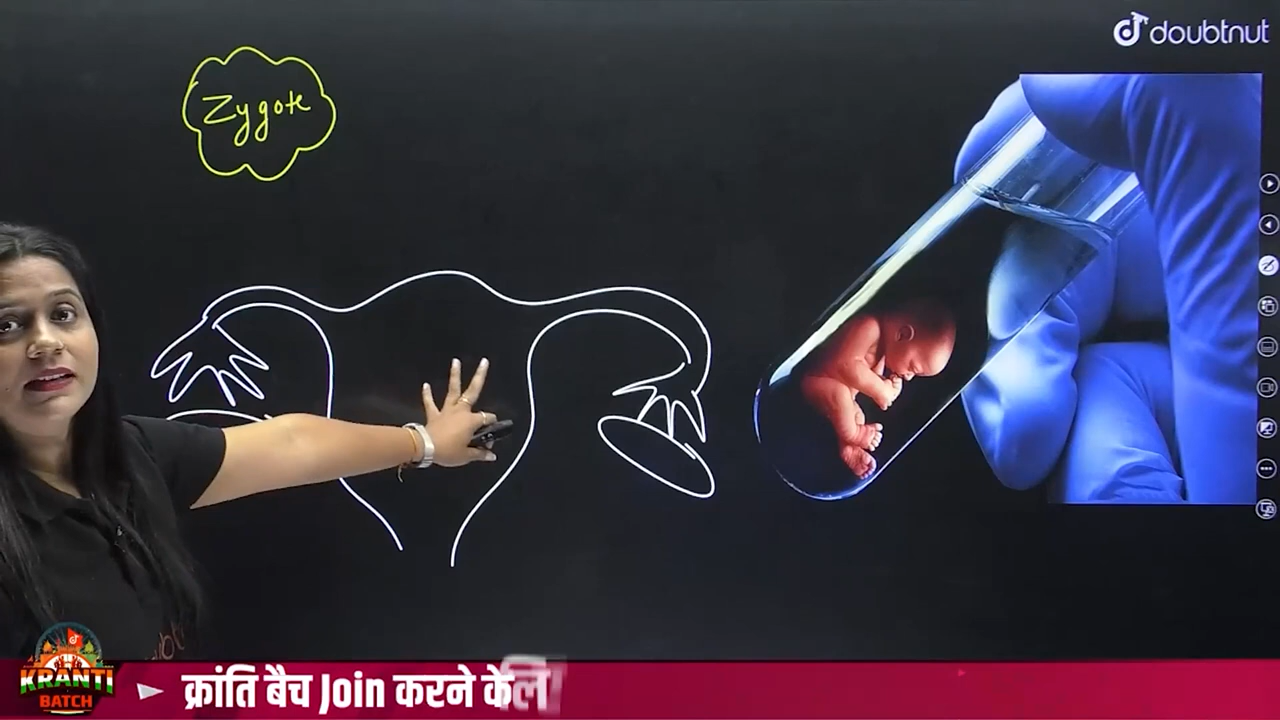 doubtnut
Zygote
KRANTI
BATCH
क्रांति बैच Join करने केलि